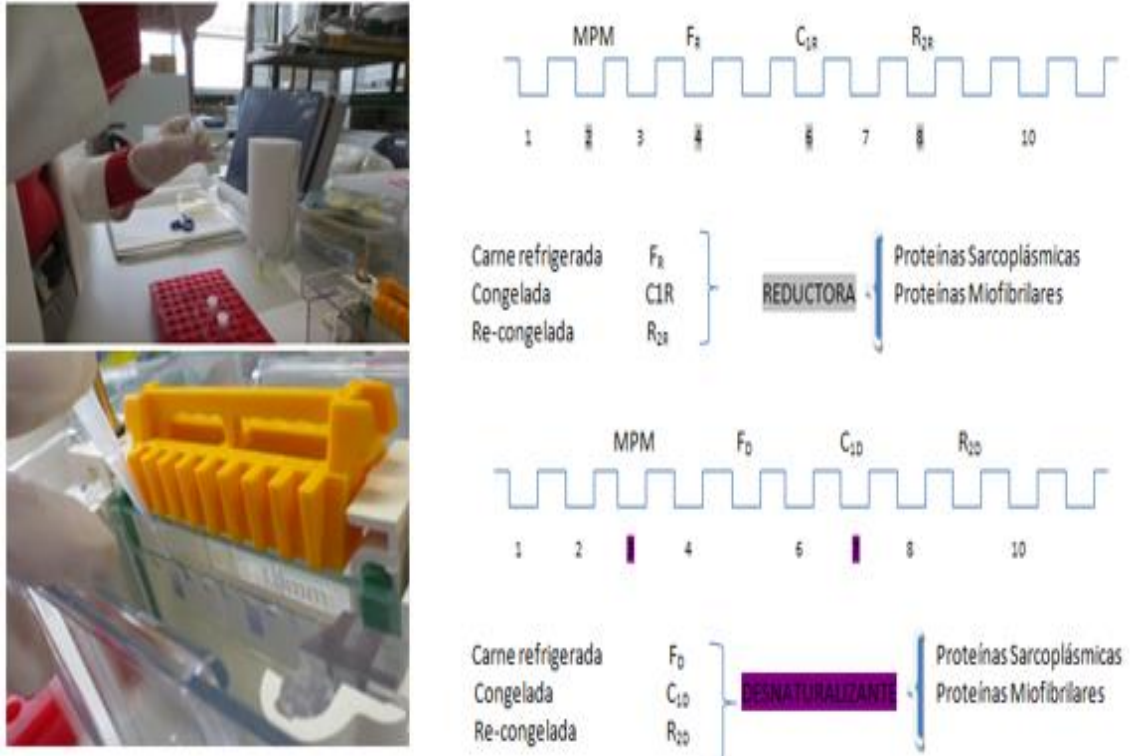 MPM F_R C_1R R_2R
1 2 3 4 6 7 8 10
Carne refrigerada F_R
Congelada C1R
Re-congelada R_2R
REDUCTORA
Proteínas Sarcoplásmicas
Proteínas Miofibrilares
MPM F_D C_1D R_2D
1 2 4 6 8 10
Carne refrigerada F_D
Congelada C_1D
Re-congelada R_2D
DESNATURALIZANTE
Proteínas Sarcoplásmicas
Proteínas Miofibrilares